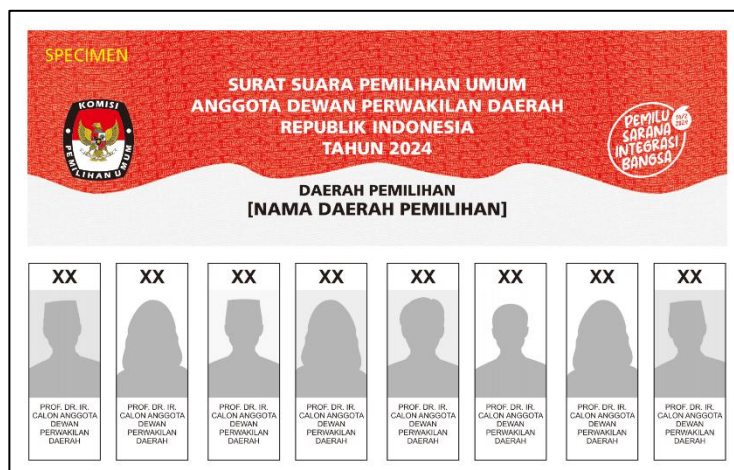 SPECIMEN
KOMISI
PEMILIHAN UMUM
SURAT SUARA PEMILIHAN UMUM
ANGGOTA DEWAN PERWAKILAN DAERAH
REPUBLIK INDONESIA
TAHUN 2024
PEMILU
SARANA
INTEGRASI
BANGSA
DAERAH PEMILIHAN
[NAMA DAERAH PEMILIHAN]
XX
PROF. DR. IR.
CALON ANGGOTA
DEWAN
PERWAKILAN
DAERAH
XX
PROF. DR. IR.
CALON ANGGOTA
DEWAN
PERWAKILAN
DAERAH
XX
PROF. DR. IR.
CALON ANGGOTA
DEWAN
PERWAKILAN
DAERAH
XX
PROF. DR. IR.
CALON ANGGOTA
DEWAN
PERWAKILAN
DAERAH
XX
PROF. DR. IR.
CALON ANGGOTA
DEWAN
PERWAKILAN
DAERAH
XX
PROF. DR. IR.
CALON ANGGOTA
DEWAN
PERWAKILAN
DAERAH
XX
PROF. DR. IR.
CALON ANGGOTA
DEWAN
PERWAKILAN
DAERAH
XX
PROF. DR. IR.
CALON ANGGOTA
DEWAN
PERWAKILAN
DAERAH